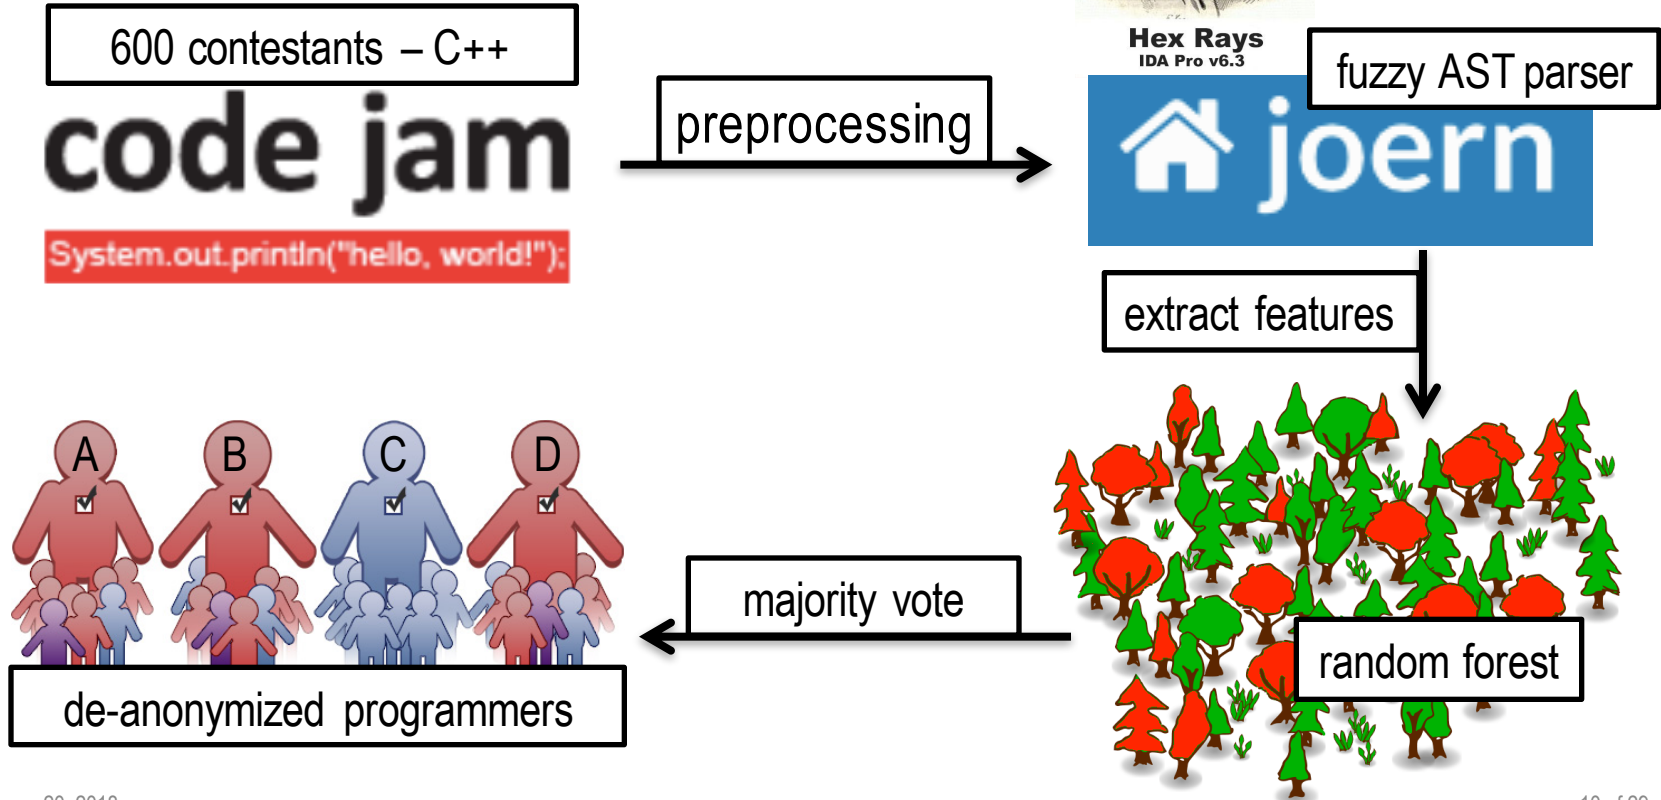 600 contestants – C++
code jam
System.out.println("hello, world!");
preprocessing
Hex Rays
IDA Pro v6.3
fuzzy AST parser
joern
extract features
random forest
majority vote
A B C D
de-anonymized programmers